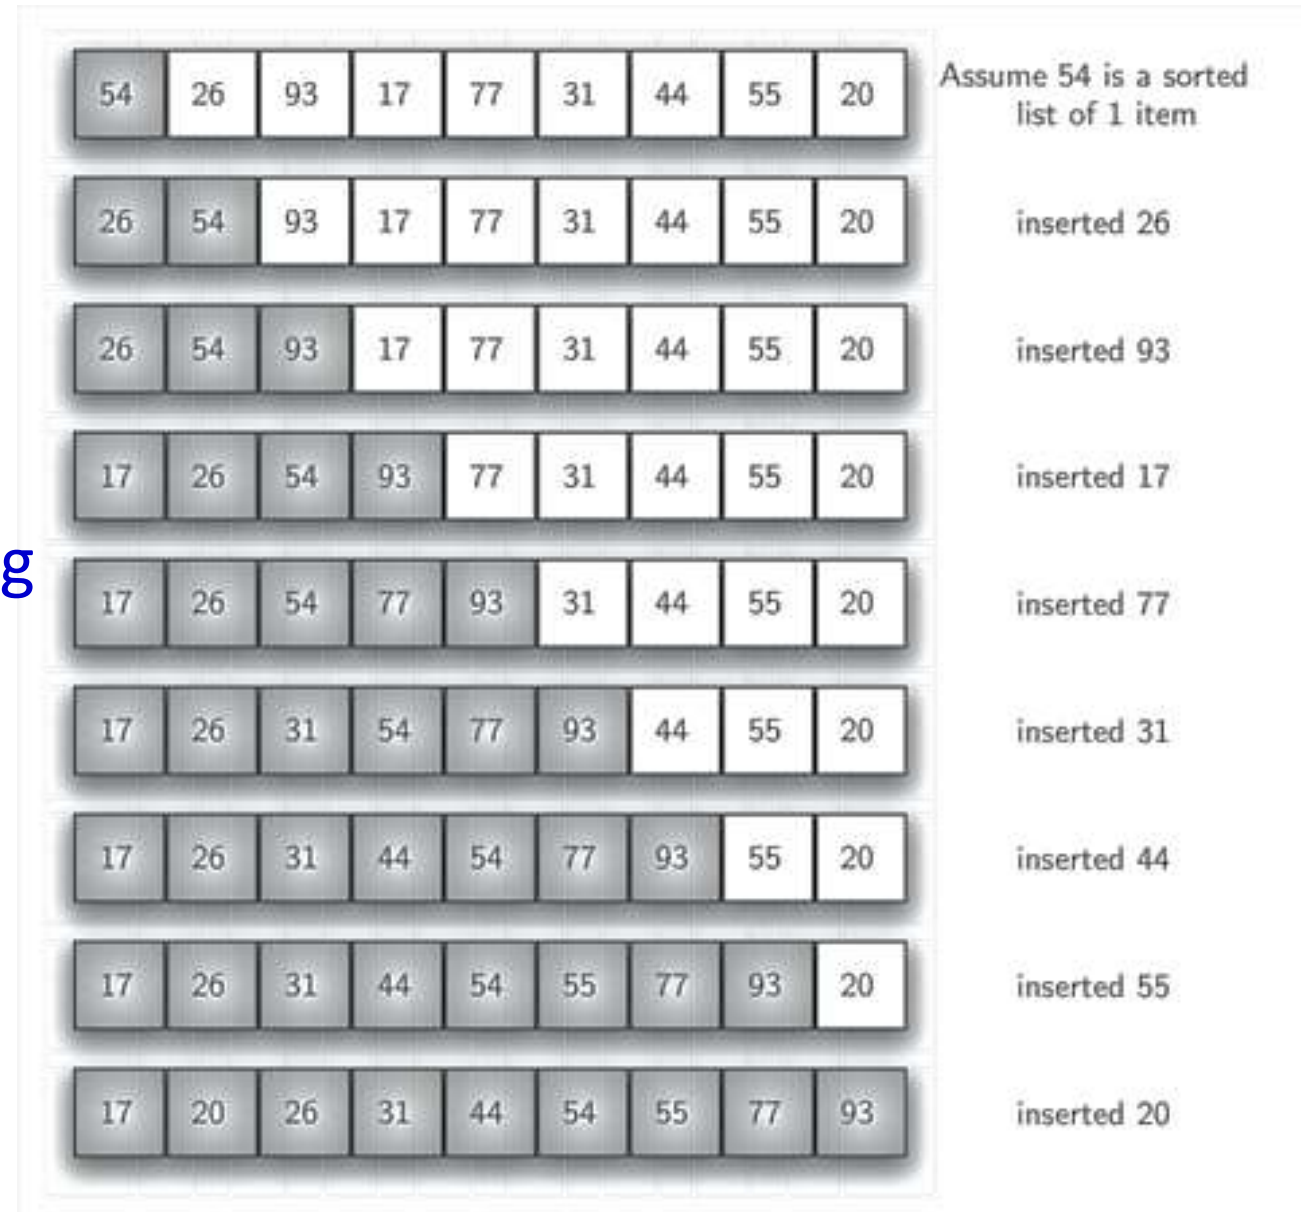 54 26 93 17 77 31 44 55 20 Assume 54 is a sorted
list of 1 item
26 54 93 17 77 31 44 55 20 inserted 26
26 54 93 17 77 31 44 55 20 inserted 93
17 26 54 93 77 31 44 55 20 inserted 17
g
17 26 54 77 93 31 44 55 20 inserted 77
17 26 31 54 77 93 44 55 20 inserted 31
17 26 31 44 54 77 93 55 20 inserted 44
17 26 31 44 54 55 77 93 20 inserted 55
17 20 26 31 44 54 55 77 93 inserted 20